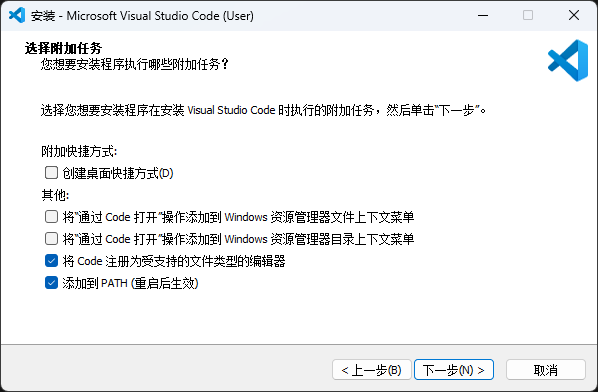 安装 - Microsoft Visual Studio Code (User)
选择附加任务
您想要安装程序执行哪些附加任务？
选择您想要安装程序在安装 Visual Studio Code 时执行的附加任务，然后单击“下一步”。
附加快捷方式:
创建桌面快捷方式(D)
其他:
将“通过 Code 打开”操作添加到 Windows 资源管理器文件上下文菜单
将“通过 Code 打开”操作添加到 Windows 资源管理器目录上下文菜单
将 Code 注册为受支持的文件类型的编辑器
添加到 PATH (重启后生效)
< 上一步(B) 下一步(N) > 取消